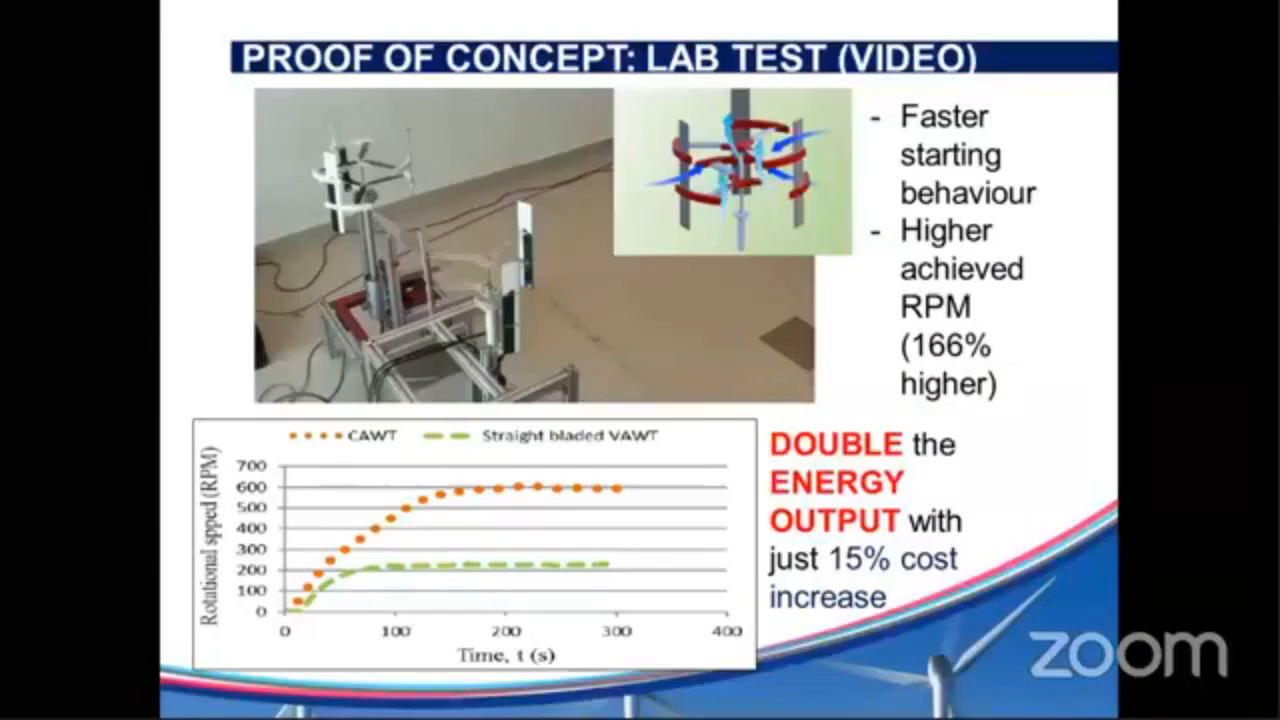 PROOF OF CONCEPT: LAB TEST (VIDEO)
- Faster
starting
behaviour
- Higher
achieved
RPM
(166%
higher)
CAWT
Straight bladed VAWT
Rotational spped (RPM)
700
600
500
400
300
200
100
0
0 100 200 300 400
Time, t (s)
DOUBLE the
ENERGY
OUTPUT with
just 15% cost
increase
zoom